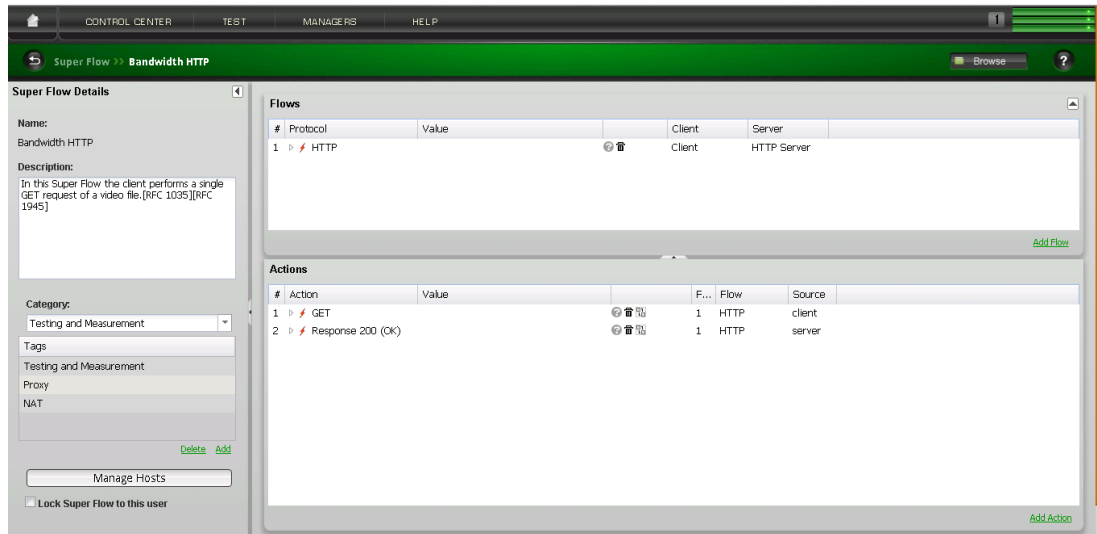 CONTROL CENTER TEST MANAGERS HELP 1
Super Flow >> Bandwidth HTTP Browse ?
Super Flow Details
Name:
Bandwidth HTTP
Description:
In this Super Flow the client performs a single
GET request of a video file.[RFC 1035][RFC
1945]
Category:
Testing and Measurement
Tags
Testing and Measurement
Proxy
NAT
Delete Add
Manage Hosts
Lock Super Flow to this user
Flows
# Protocol Value Client Server
1 HTTP ? Client HTTP Server
Add Flow
Actions
# Action Value F... Flow Source
1 GET ? 1 HTTP client
2 Response 200 (OK) ? 1 HTTP server
Add Action